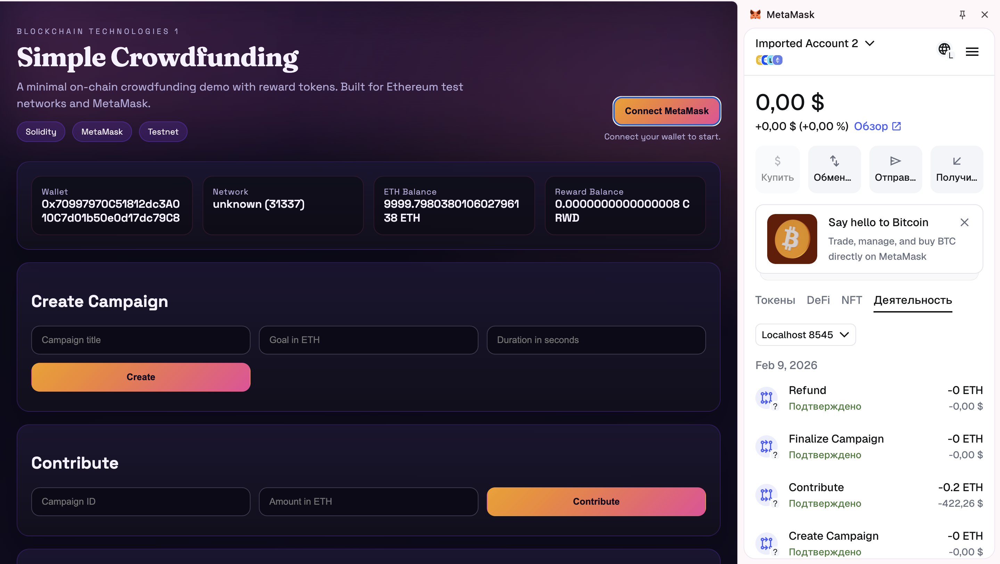 BLOCKCHAIN TECHNOLOGIES 1
Simple Crowdfunding
A minimal on-chain crowdfunding demo with reward tokens. Built for Ethereum test
networks and MetaMask.
Solidity
MetaMask
Testnet
Connect MetaMask
Connect your wallet to start.
Wallet
0x70997970C51812dc3A0
10C7d01b50e0d17dc79C8
Network
unknown (31337)
ETH Balance
9999.7980380106027961
38 ETH
Reward Balance
0.0000000000000008 C
RWD
Create Campaign
Campaign title
Goal in ETH
Duration in seconds
Create
Contribute
Campaign ID
Amount in ETH
Contribute
MetaMask
Imported Account 2
L
L
0,00 $
+0,00 $ (+0,00 %) Обзор
$
Купить
Обмен...
Отправ...
Получи...
Say hello to Bitcoin
Trade, manage, and buy BTC
directly on MetaMask
Токены
DeFi
NFT
Деятельность
Localhost 8545
Feb 9, 2026
?
Refund
-0 ETH
Подтверждено
-0,00 $
?
Finalize Campaign
-0 ETH
Подтверждено
-0,00 $
?
Contribute
-0.2 ETH
Подтверждено
-422,26 $
?
Create Campaign
-0 ETH
Подтверждено
-0,00 $